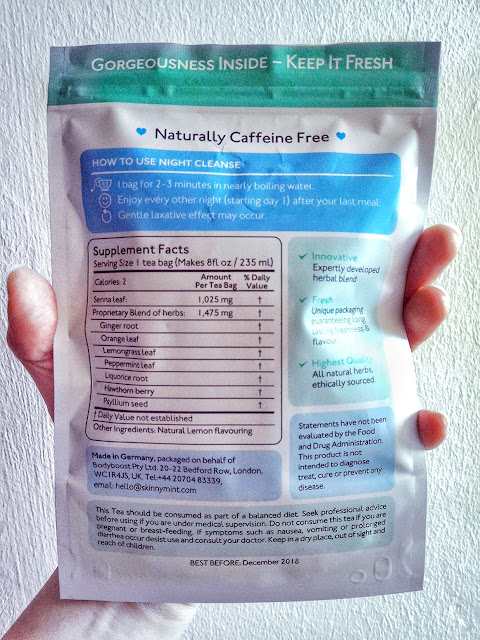 GORGEOUSNESS INSIDE – KEEP IT FRESH
Naturally Caffeine Free
HOW TO USE NIGHT CLEANSE
1 bag for 2-3 minutes in nearly boiling water.
Enjoy every other night (starting day 1) after your last meal.
Gentle laxative effect may occur.
Supplement Facts
Serving Size 1 tea bag (Makes 8fl oz / 235 ml)
Calories: 2 Amount Per Tea Bag % Daily Value
Senna leaf: 1,025 mg †
Proprietary Blend of herbs: 1,475 mg †
Ginger root †
Orange leaf †
Lemongrass leaf †
Peppermint leaf †
Liquorice root †
Hawthorn berry †
Psyllium seed †
† Daily Value not established
Other Ingredients: Natural Lemon flavouring
Innovative
Expertly developed
herbal blend
Fresh
Unique packaging
guaranteeing long
lasting freshness &
flavour
Highest Quality
All natural herbs,
ethically sourced.
Made in Germany, packaged on behalf of
Bodyboost Pty Ltd. 20-22 Bedford Row, London,
WC1R4JS, UK. Tel:+44 20704 83339,
email: hello@skinnymint.com
Statements have not been
evaluated by the Food
and Drug Administration.
This product is not
intended to diagnose
treat, cure or prevent any
disease.
This Tea should be consumed as part of a balanced diet. Seek professional advice
before using if you are under medical supervision. Do not consume this tea if you are
pregnant or breast-feeding. If symptoms such as nausea, vomiting or prolonged
diarrhea occur desist use and consult your doctor. Keep in a dry place, out of sight and
reach of children.
BEST BEFORE: December 2018